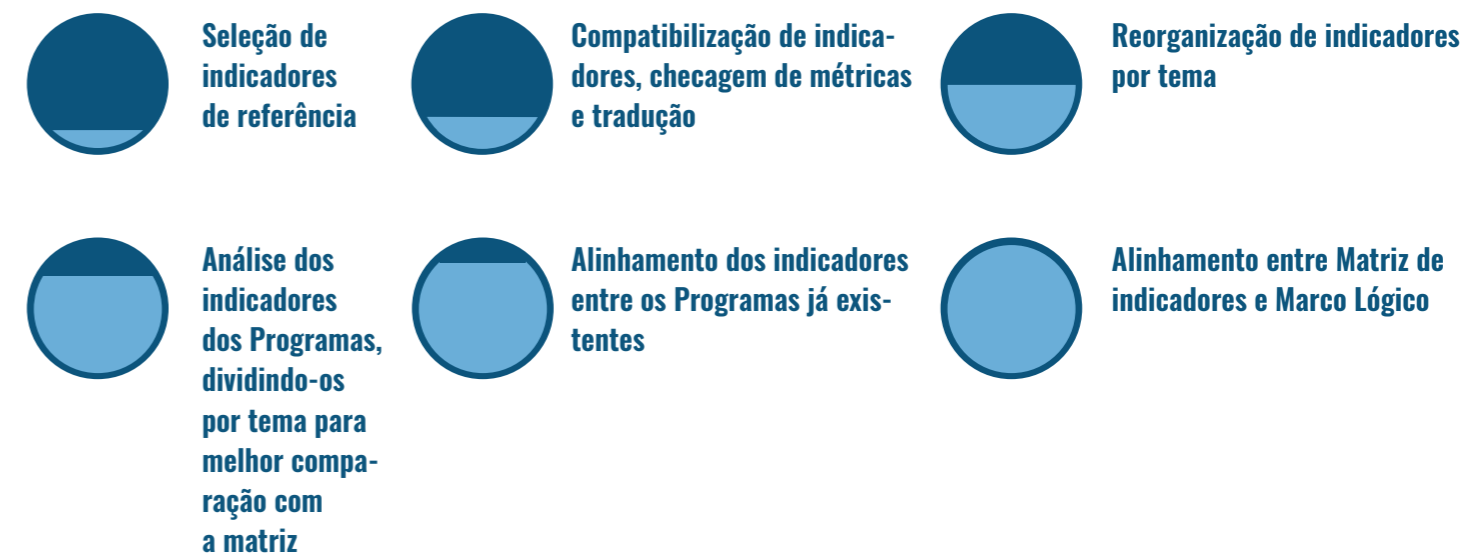 Seleção de
indicadores
de referência
Compatibilização de indica-
dores, checagem de métricas
e tradução
Reorganização de indicadores
por tema
Análise dos
indicadores
dos Programas,
dividindo-os
por tema para
melhor compa-
ração com
a matriz
Alinhamento dos indicadores
entre os Programas já exis-
tentes
Alinhamento entre Matriz de
indicadores e Marco Lógico